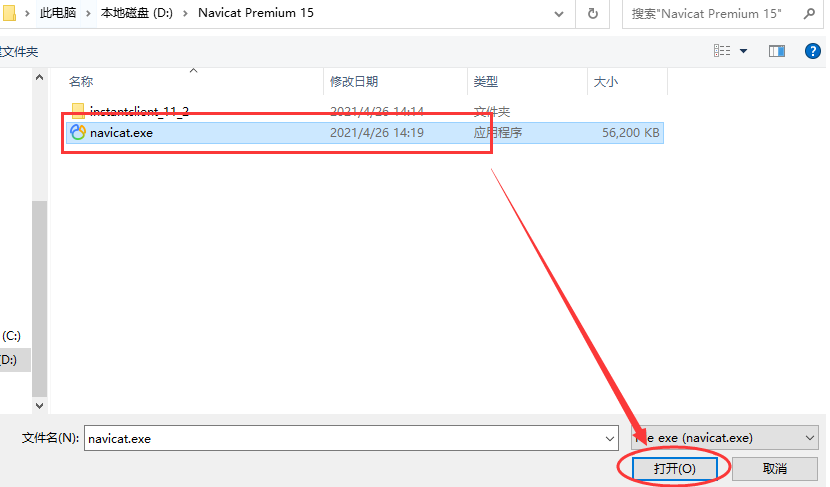 此电脑 > 本地磁盘 (D:) > Navicat Premium 15
搜索"Navicat Premium 15"
文件夹
名称 修改日期 类型 大小
instantclient_11_2 2021/4/26 14:14 文件夹
navicat.exe 2021/4/26 14:19 应用程序 56,200 KB
(C:)
(D:)
文件名(N): navicat.exe
exe (navicat.exe)
打开(O) 取消